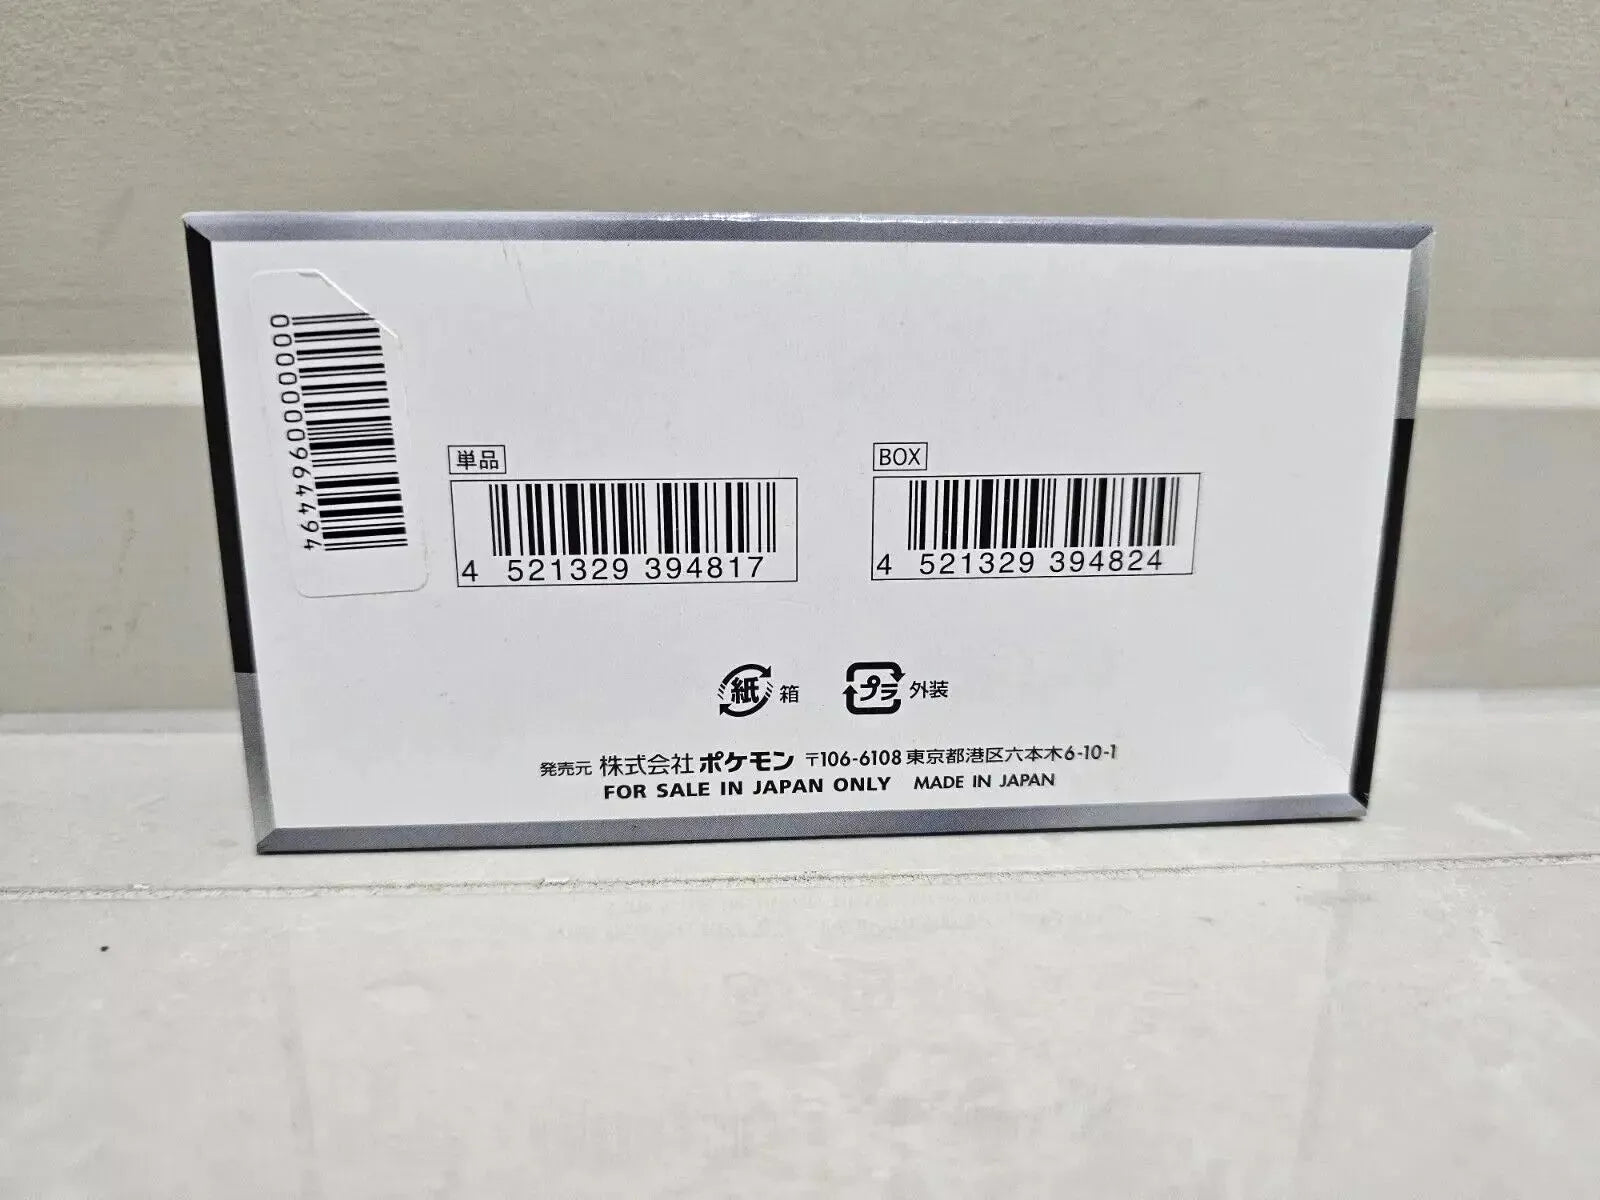 0000000964494
単品
4 521329 394817
BOX
4 521329 394824
紙 箱
プラ 外装
発売元 株式会社 ポケモン 〒106-6108 東京都港区六本木6-10-1
FOR SALE IN JAPAN ONLY MADE IN JAPAN